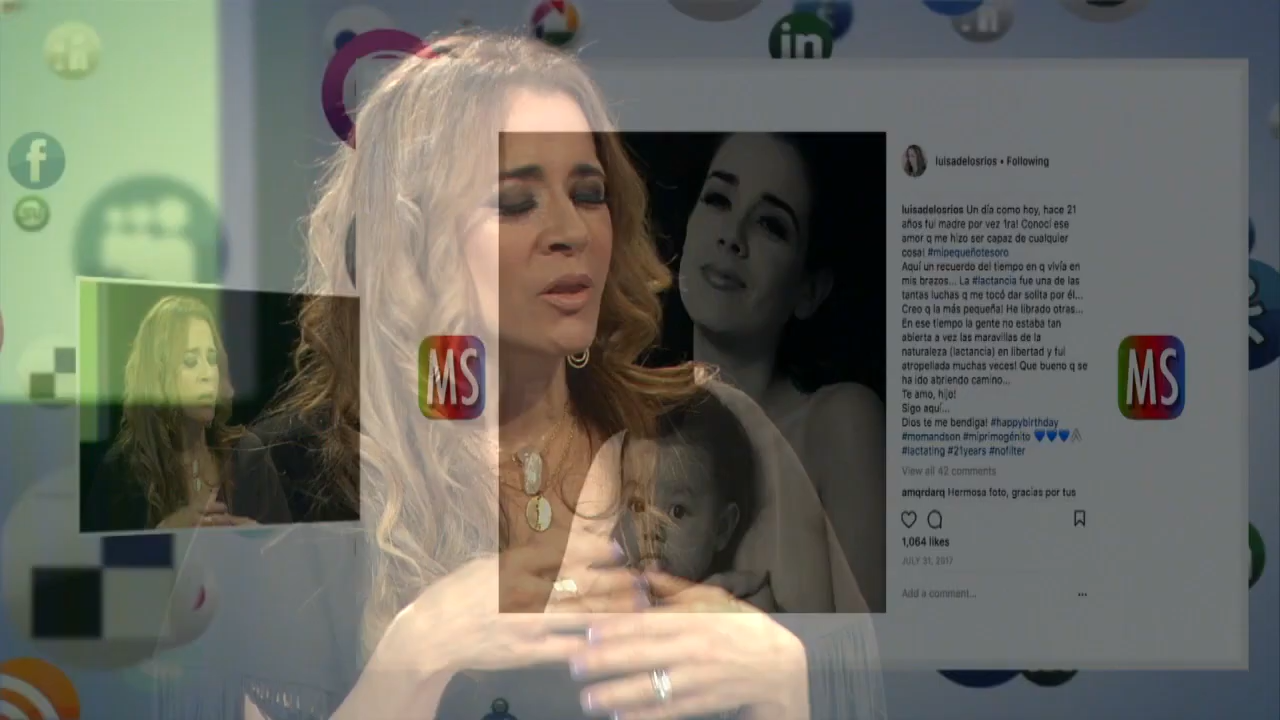 in
f
luisadelosrios • Following
luisadelosrios Un día como hoy, hace 21
años fui madre por vez 1ra! Conocí ese
amor q me hizo ser capaz de cualquier
cosa! #mipequeñotesoro
Aquí un recuerdo del tiempo en q vivía en
mis brazos... La #lactancia fue una de las
tantas luchas q me tocó dar solita por él...
Creo q la más pequeña! He librado otras...
En ese tiempo la gente no estaba tan
abierta a vez las maravillas de la
naturaleza (lactancia) en libertad y fui
atropellada muchas veces! Que bueno q se
ha ido abriendo camino...
Te amo, hijo!
Sigo aquí...
Dios te me bendiga! #happybirthday
#momandson #miprimogénito 💙💙💙🙏🏻
#lactating #21years #nofilter
View all 42 comments
amqrdarq Hermosa foto, gracias por tus
1,064 likes
JULY 31, 2017
Add a comment...
MS
MS